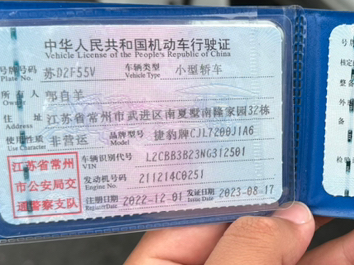 中华人民共和国机动车行驶证
Vehicle License of the People's Republic of China
号牌号码 苏D2F55V 车辆类型 小型轿车
Plate No. Vehicle Type
所有人 郭自羊
Owner
住址 江苏省常州市武进区南夏墅南隆家园32栋
Address
使用性质 非营运 品牌型号 捷豹牌CJL7200J1A6
Use Character Model
江苏省常州
市公安局交
通警察支队
车辆识别代号 LZCBB3B23NG312501
VIN
发动机号码 211214C0251
Engine No.
注册日期 2022-12-01 发证日期 2023-08-17
Register Date Issue Date